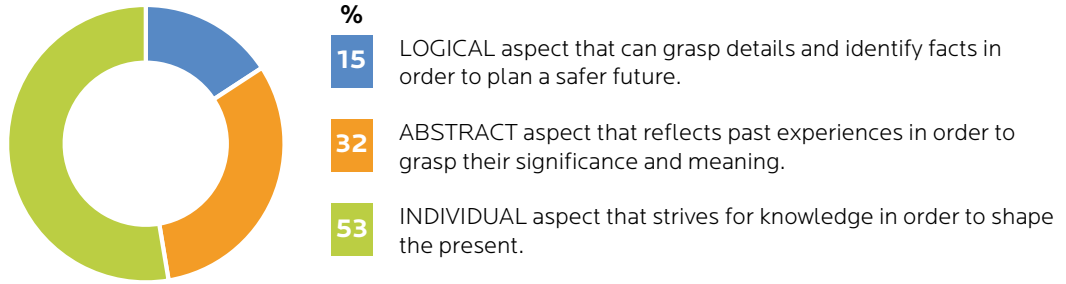 %
15
LOGICAL aspect that can grasp details and identify facts in
order to plan a safer future.
32
ABSTRACT aspect that reflects past experiences in order to
grasp their significance and meaning.
53
INDIVIDUAL aspect that strives for knowledge in order to shape
the present.